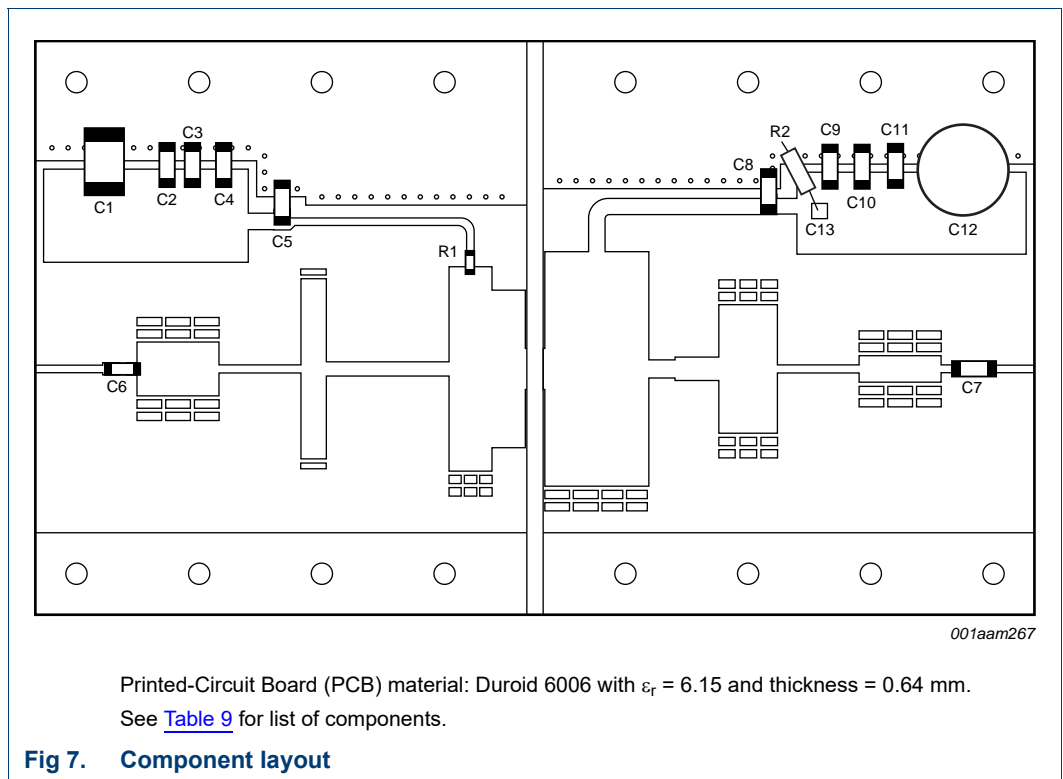 C3
C1
C2
C4
C5
R1
C6
R2
C9
C11
C8
C10
C13
C12
C7
001aam267
Printed-Circuit Board (PCB) material: Duroid 6006 with εr = 6.15 and thickness = 0.64 mm.
See Table 9 for list of components.
Fig 7. Component layout